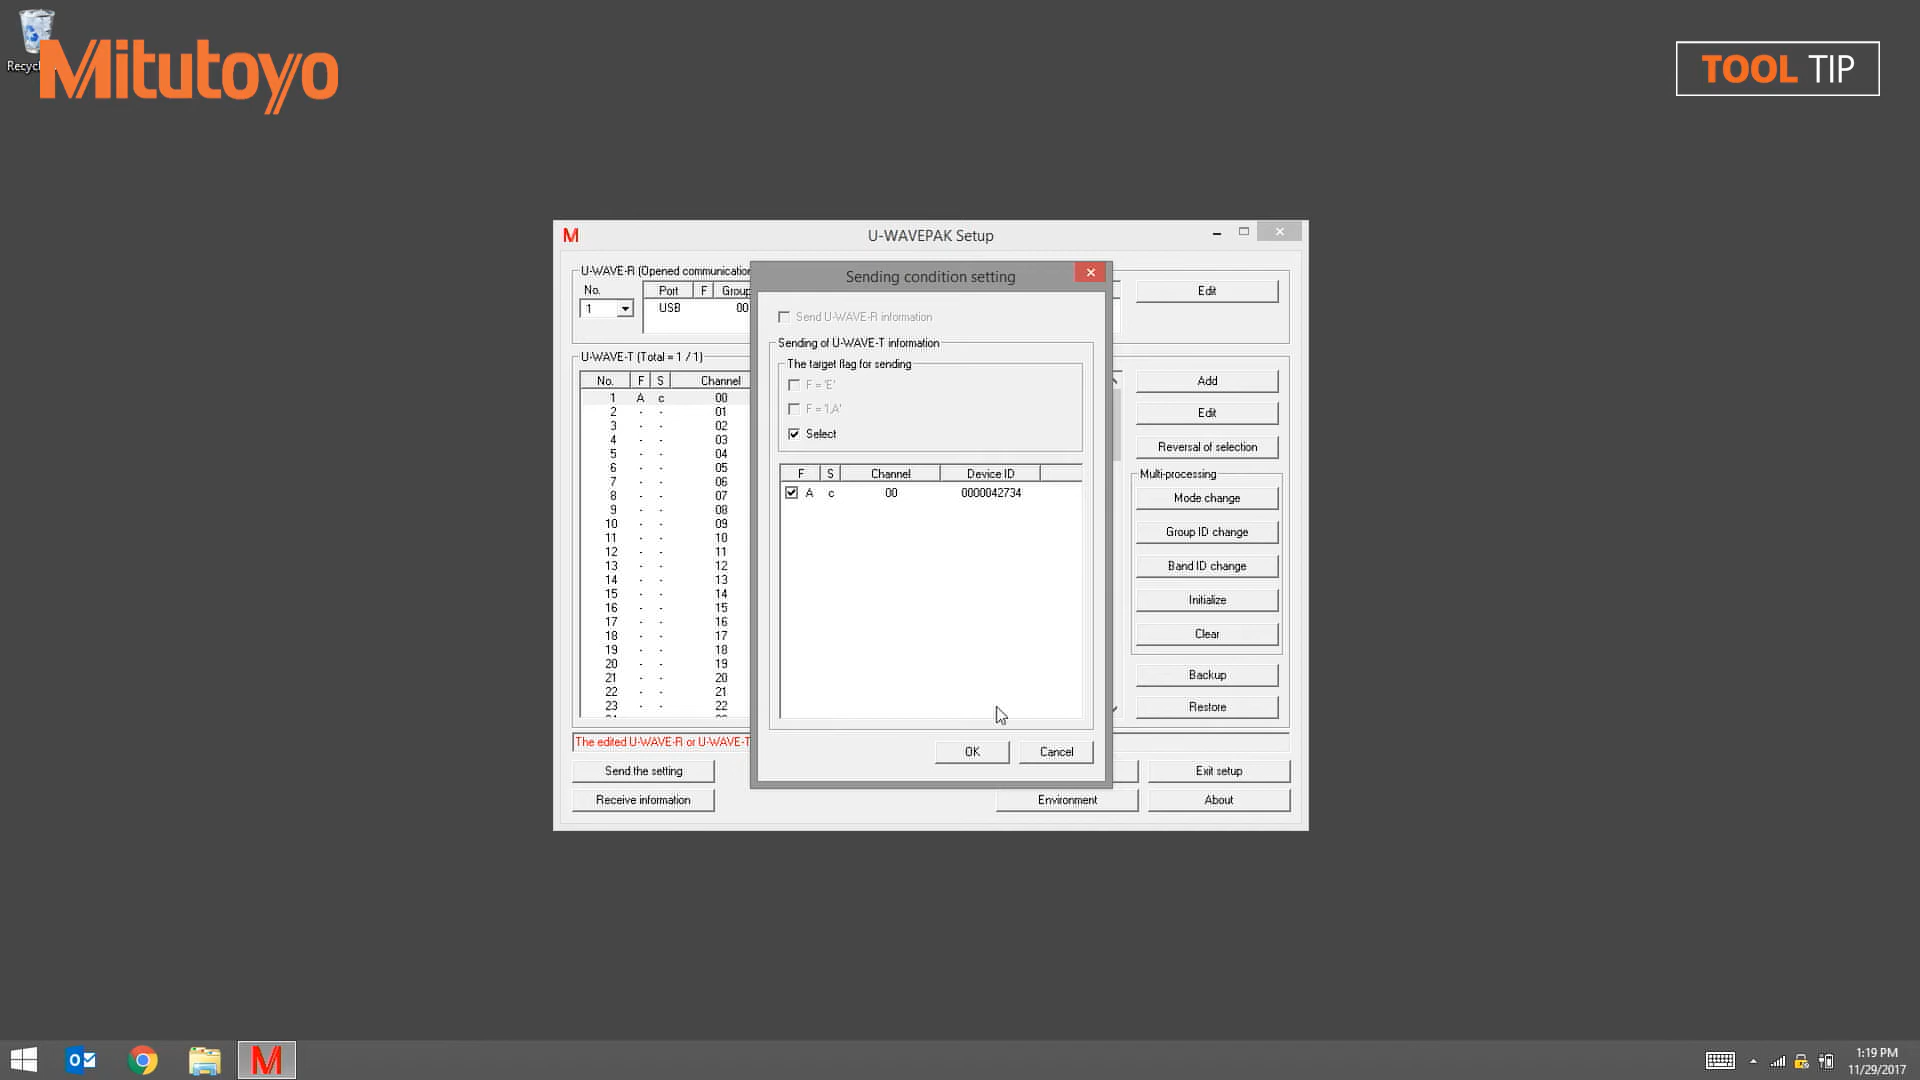 Recyc
Mitutoyo
TOOL TIP
M
U-WAVEPAK Setup
U-WAVE-R (Opened communication
No.
1
Port F Group
USB 00
Edit
U-WAVE-T (Total = 1 / 1)
No. F S Channel
1 A c 00
2 - - 01
3 - - 02
4 - - 03
5 - - 04
6 - - 05
7 - - 06
8 - - 07
9 - - 08
10 - - 09
11 - - 10
12 - - 11
13 - - 12
14 - - 13
15 - - 14
16 - - 15
17 - - 16
18 - - 17
19 - - 18
20 - - 19
21 - - 20
22 - - 21
23 - - 22
Sending condition setting
Send U-WAVE-R information
Sending of U-WAVE-T information
The target flag for sending
F = 'E'
F = '1,A'
Select
F S Channel Device ID
A c 00 0000042734
OK
Cancel
Add
Edit
Reversal of selection
Multi-processing
Mode change
Group ID change
Band ID change
Initialize
Clear
Backup
Restore
The edited U-WAVE-R or U-WAVE-T
Send the setting
Receive information
Exit setup
Environment
About
M
1:19 PM
11/29/2017